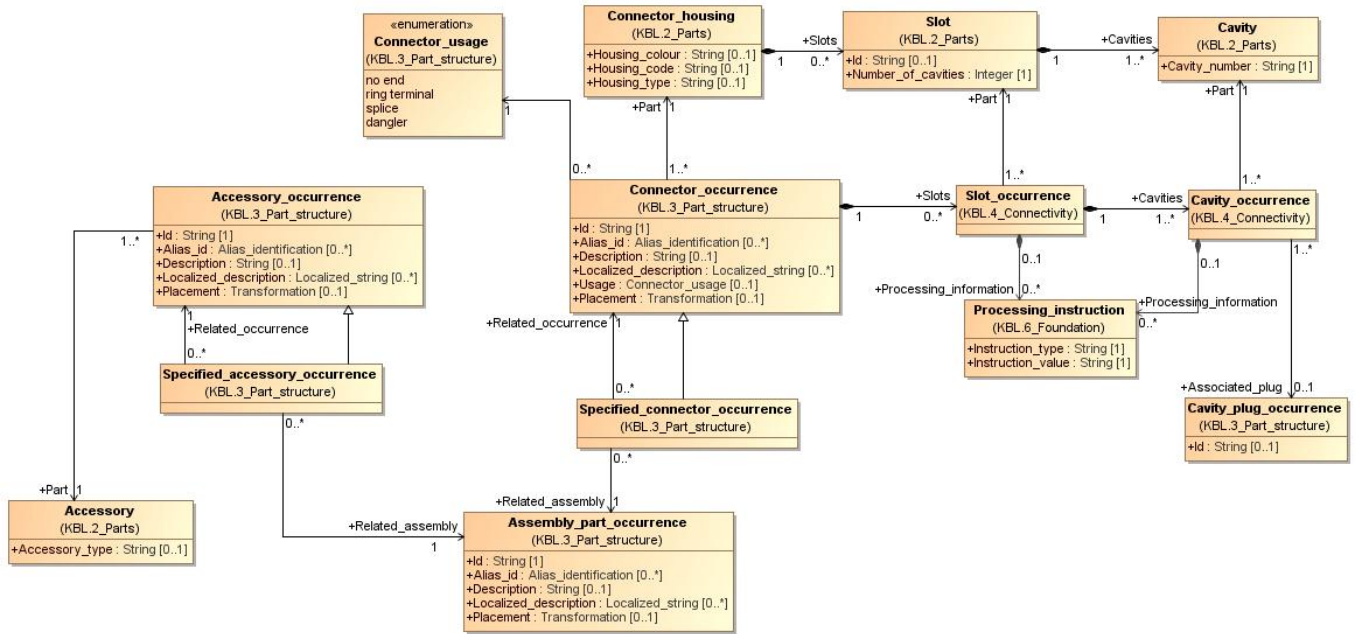 «enumeration»
Connector_usage
(KBL.3_Part_structure)
no end
ring terminal
splice
dangler
Connector_housing
(KBL.2_Parts)
+Housing_colour : String [0..1]
+Housing_code : String [0..1]
+Housing_type : String [0..1]
+Slots
1
0..*
Slot
(KBL.2_Parts)
+Id : String [0..1]
+Number_of_cavities : Integer [1]
+Cavities
1
1..*
Cavity
(KBL.2_Parts)
+Cavity_number : String [1]
1
0..*
+Part 1
1..*
+Part 1
1..*
+Part 1
1..*
Accessory_occurrence
(KBL.3_Part_structure)
+Id : String [1]
+Alias_id : Alias_identification [0..*]
+Description : String [0..1]
+Localized_description : Localized_string [0..*]
+Placement : Transformation [0..1]
1..*
Connector_occurrence
(KBL.3_Part_structure)
+Id : String [1]
+Alias_id : Alias_identification [0..*]
+Description : String [0..1]
+Localized_description : Localized_string [0..*]
+Usage : Connector_usage [0..1]
+Placement : Transformation [0..1]
+Slots
1
0..*
Slot_occurrence
(KBL.4_Connectivity)
+Cavities
1
1..*
Cavity_occurrence
(KBL.4_Connectivity)
0..1
+Processing_information
0..*
0..1
+Processing_information
0..*
1..*
Processing_instruction
(KBL.6_Foundation)
+Instruction_type : String [1]
+Instruction_value : String [1]
1
+Related_occurrence
0..*
+Related_occurrence 1
0..*
Specified_accessory_occurrence
(KBL.3_Part_structure)
0..*
Specified_connector_occurrence
(KBL.3_Part_structure)
0..*
+Associated_plug 0..1
Cavity_plug_occurrence
(KBL.3_Part_structure)
+Id : String [0..1]
+Part 1
Accessory
(KBL.2_Parts)
+Accessory_type : String [0..1]
+Related_assembly
1
+Related_assembly 1
Assembly_part_occurrence
(KBL.3_Part_structure)
+Id : String [1]
+Alias_id : Alias_identification [0..*]
+Description : String [0..1]
+Localized_description : Localized_string [0..*]
+Placement : Transformation [0..1]